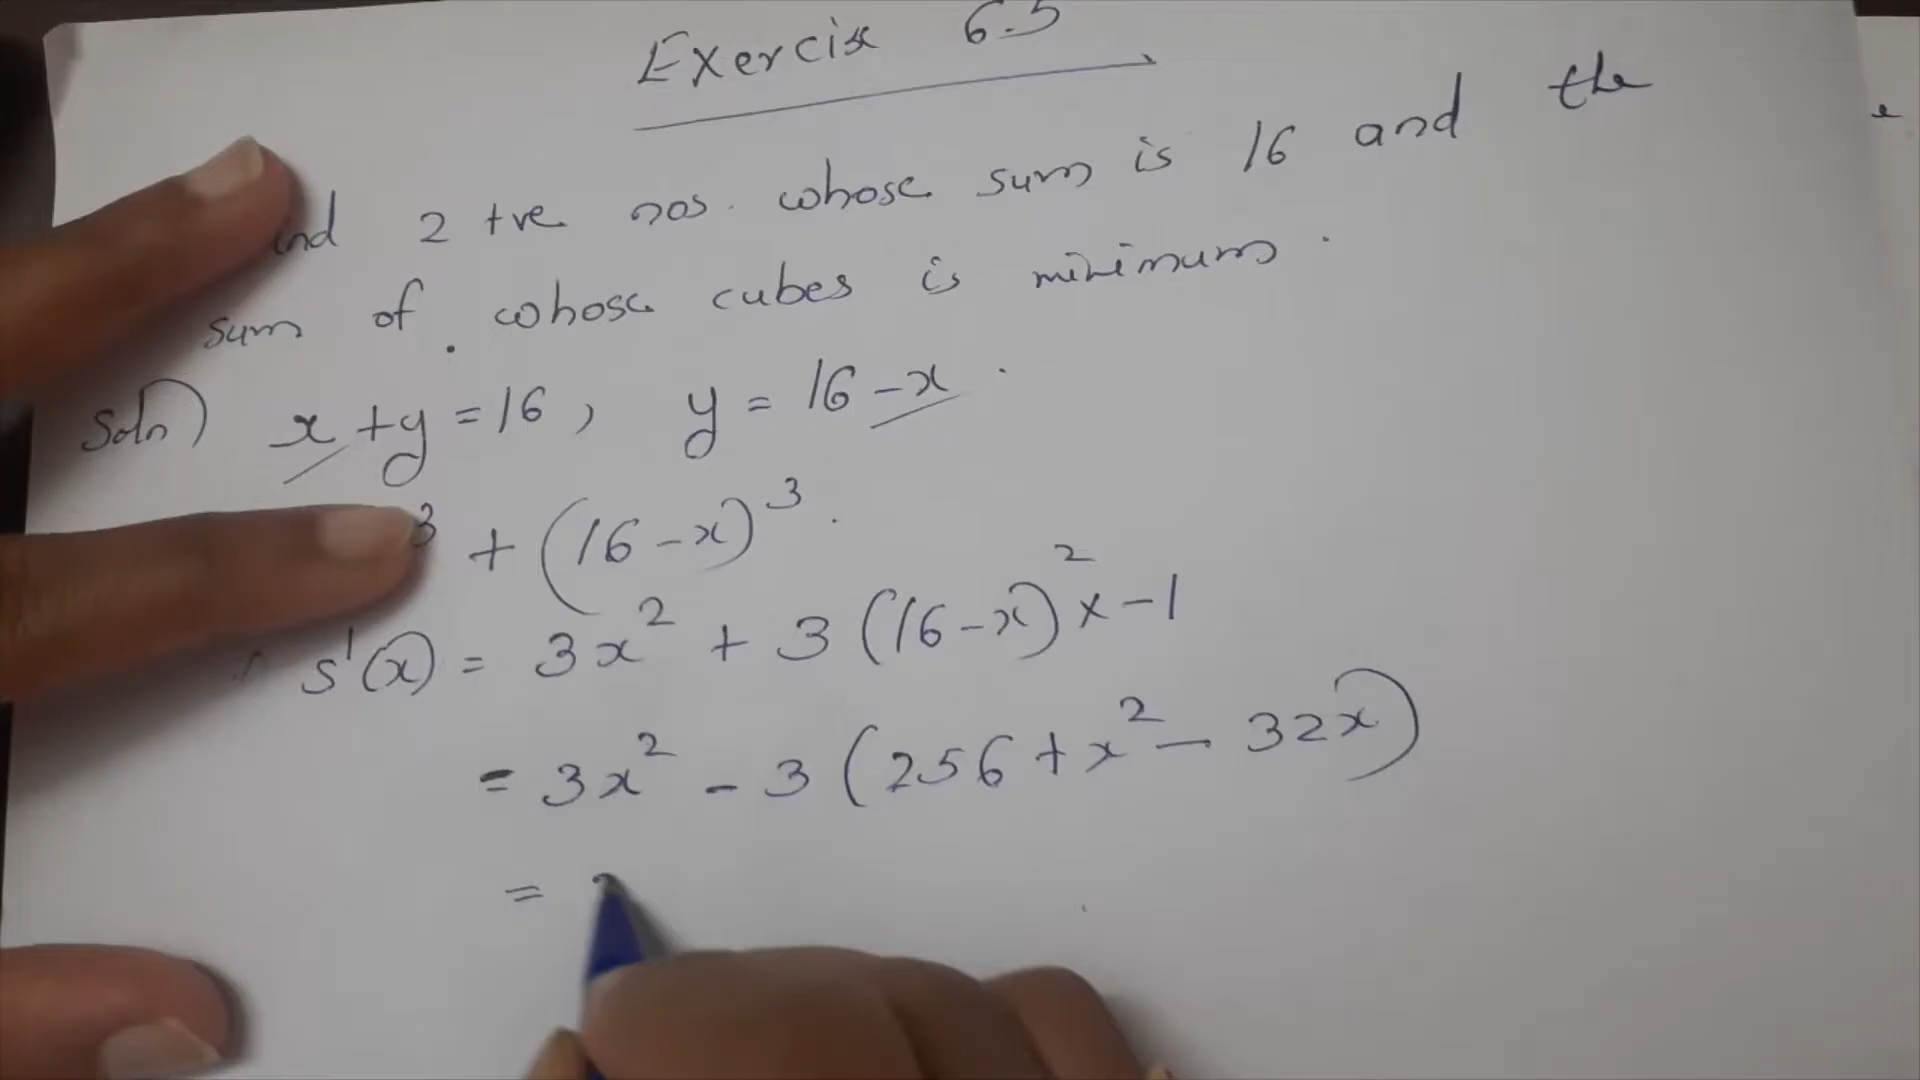 Exercise 6.5
nd 2 +ve nos. whose sum is 16 and the
sum of whose cubes is minimum.
Soln) x + y = 16, y = 16 - x.
3 + (16 - x)^3.
s'(x) = 3x^2 + 3(16 - x)^2 x - 1
= 3x^2 - 3(256 + x^2 - 32x)
=